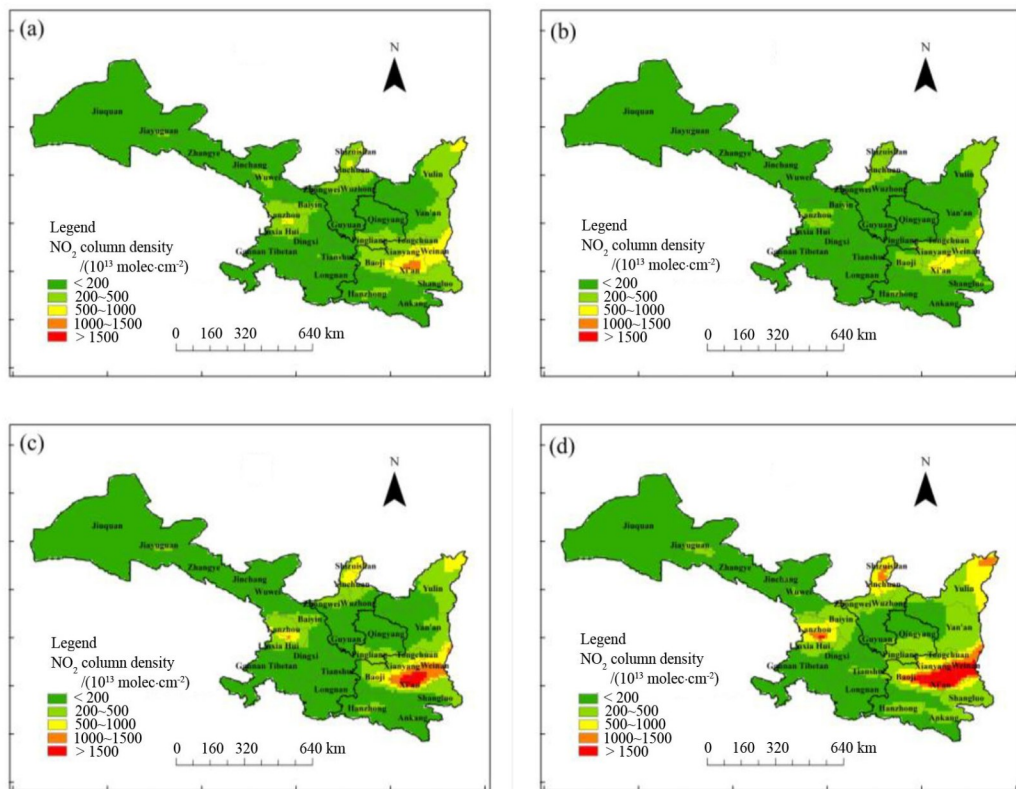 (a)
N
Jiuquan
Jiayuguan
Zhangye
Jinchang
Wuwei
Shizuishan
Yinchuan
Zhongwei Wuzhong
Yulin
Baiyin
Lanzhou
Linxia Hui
Guyuan
Qingyang
Yan'an
Dingxi
Pingliang
Tongchuan
Gannan Tibetan
Tianshui
Baoji
Xianyang Weinan
Xi'an
Longnan
Shangluo
Hanzhong
Ankang
Legend
NO₂ column density
/(10¹³ molec·cm⁻²)
< 200
200~500
500~1000
1000~1500
> 1500
0 160 320 640 km
(b)
N
Jiuquan
Jiayuguan
Zhangye
Jinchang
Wuwei
Shizuishan
Yinchuan
Zhongwei Wuzhong
Yulin
Baiyin
Lanzhou
Linxia Hui
Guyuan
Qingyang
Yan'an
Dingxi
Pingliang
Tongchuan
Gannan Tibetan
Tianshui
Baoji
Xianyang Weinan
Xi'an
Longnan
Shangluo
Hanzhong
Ankang
Legend
NO₂ column density
/(10¹³ molec·cm⁻²)
< 200
200~500
500~1000
1000~1500
> 1500
0 160 320 640 km
(c)
N
Jiuquan
Jiayuguan
Zhangye
Jinchang
Wuwei
Shizuishan
Yinchuan
Zhongwei Wuzhong
Yulin
Baiyin
Lanzhou
Linxia Hui
Guyuan
Qingyang
Yan'an
Dingxi
Pingliang
Tongchuan
Gannan Tibetan
Tianshui
Baoji
Xianyang Weinan
Xi'an
Longnan
Shangluo
Hanzhong
Ankang
Legend
NO₂ column density
/(10¹³ molec·cm⁻²)
< 200
200~500
500~1000
1000~1500
> 1500
0 160 320 640 km
(d)
N
Jiuquan
Jiayuguan
Zhangye
Jinchang
Wuwei
Shizuishan
Yinchuan
Zhongwei Wuzhong
Yulin
Baiyin
Lanzhou
Linxia Hui
Guyuan
Qingyang
Yan'an
Dingxi
Pingliang
Tongchuan
Gannan Tibetan
Tianshui
Baoji
Xianyang Weinan
Xi'an
Longnan
Shangluo
Hanzhong
Ankang
Legend
NO₂ column density
/(10¹³ molec·cm⁻²)
< 200
200~500
500~1000
1000~1500
> 1500
0 160 320 640 km